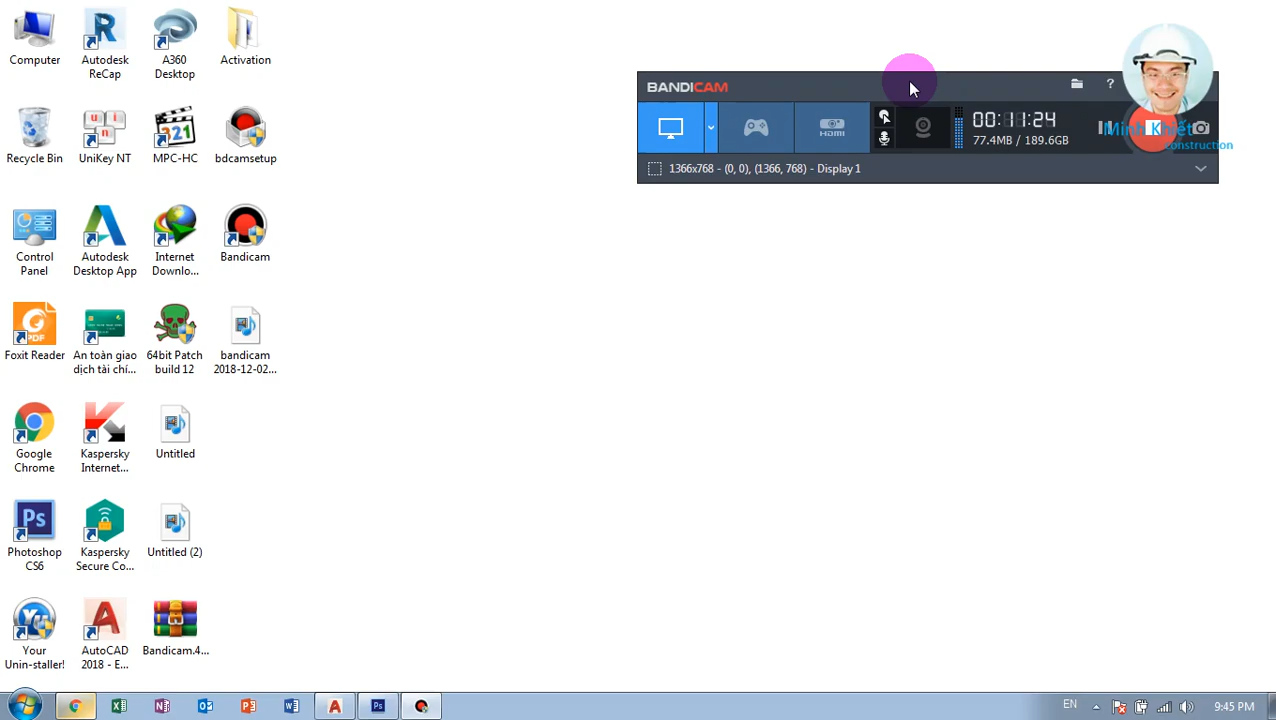 Computer
Autodesk
ReCap
A360
Desktop
Activation
Recycle Bin
UniKey NT
MPC-HC
bdcamsetup
Control
Panel
Autodesk
Desktop App
Internet
Downlo...
Bandicam
Foxit Reader
An toàn giao
dịch tài chí...
64bit Patch
build 12
bandicam
2018-12-02...
Google
Chrome
Kaspersky
Internet...
Untitled
Photoshop
CS6
Kaspersky
Secure Co...
Untitled (2)
Your
Unin-staller!
AutoCAD
2018 - E...
Bandicam.4...
BANDICAM
?
HDMI
00:11:24
77.4MB / 189.6GB
1366x768 - (0, 0), (1366, 768) - Display 1
Minh Khiết
construction
EN
9:45 PM